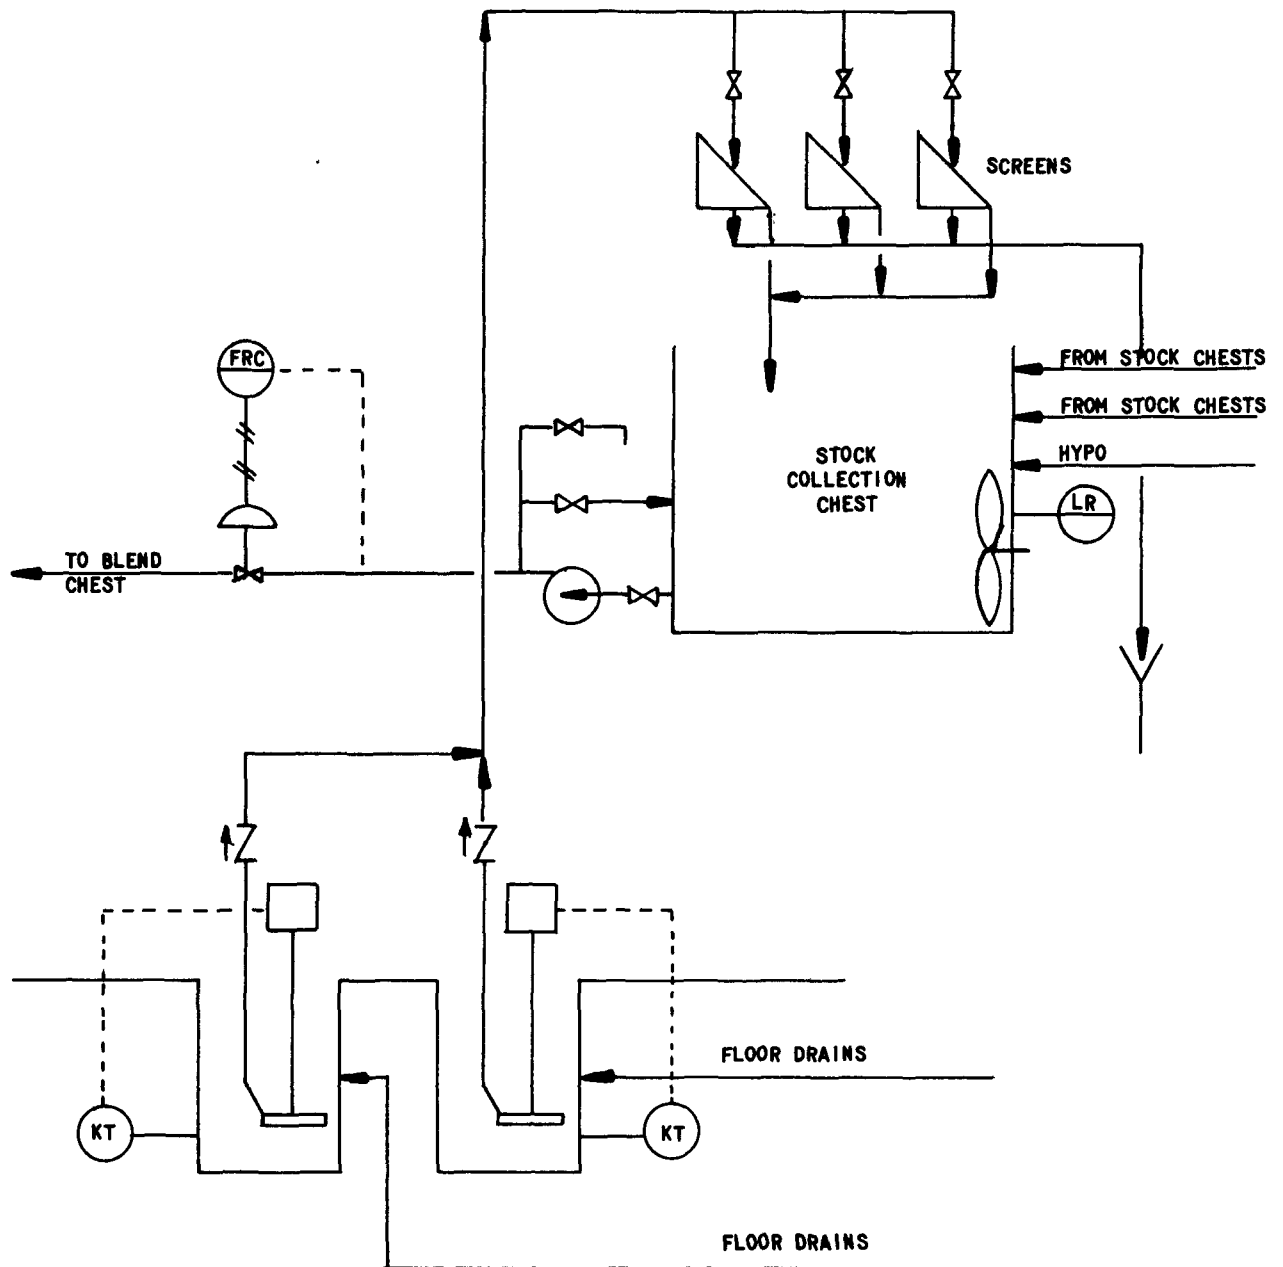 SCREENS
FRC
FROM STOCK CHESTS
FROM STOCK CHESTS
HYPO
STOCK
COLLECTION
CHEST
LR
TO BLEND
CHEST
FLOOR DRAINS
KT
KT
FLOOR DRAINS